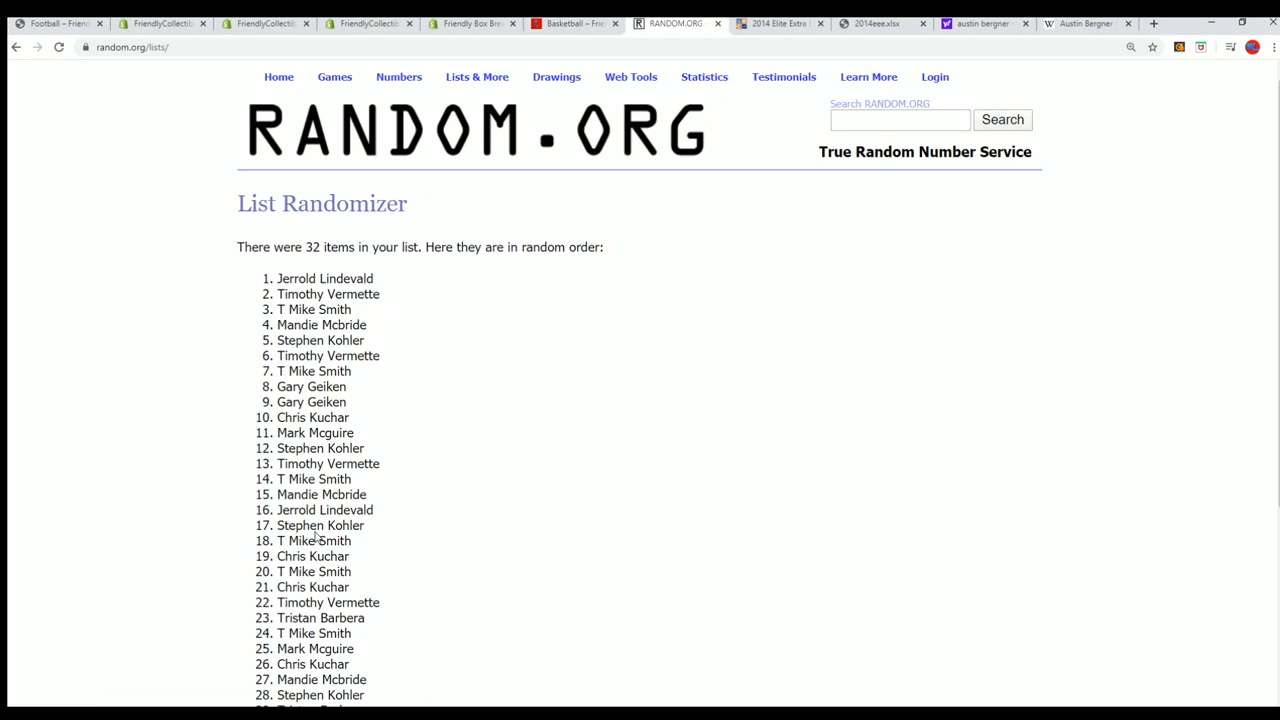 Football – Friend
FriendlyCollectib
FriendlyCollectib
FriendlyCollectib
Friendly Box Bre
Basketball – Frien
RANDOM.ORG -
2014 Elite Extra
2014eee.xlsx
austin bergner -
Austin Bergner -
random.org/lists/
Home Games Numbers Lists & More Drawings Web Tools Statistics Testimonials Learn More Login
RANDOM.ORG
Search RANDOM.ORG
Search
True Random Number Service
List Randomizer
There were 32 items in your list. Here they are in random order:
1. Jerrold Lindevald
2. Timothy Vermette
3. T Mike Smith
4. Mandie Mcbride
5. Stephen Kohler
6. Timothy Vermette
7. T Mike Smith
8. Gary Geiken
9. Gary Geiken
10. Chris Kuchar
11. Mark Mcguire
12. Stephen Kohler
13. Timothy Vermette
14. T Mike Smith
15. Mandie Mcbride
16. Jerrold Lindevald
17. Stephen Kohler
18. T Mike Smith
19. Chris Kuchar
20. T Mike Smith
21. Chris Kuchar
22. Timothy Vermette
23. Tristan Barbera
24. T Mike Smith
25. Mark Mcguire
26. Chris Kuchar
27. Mandie Mcbride
28. Stephen Kohler